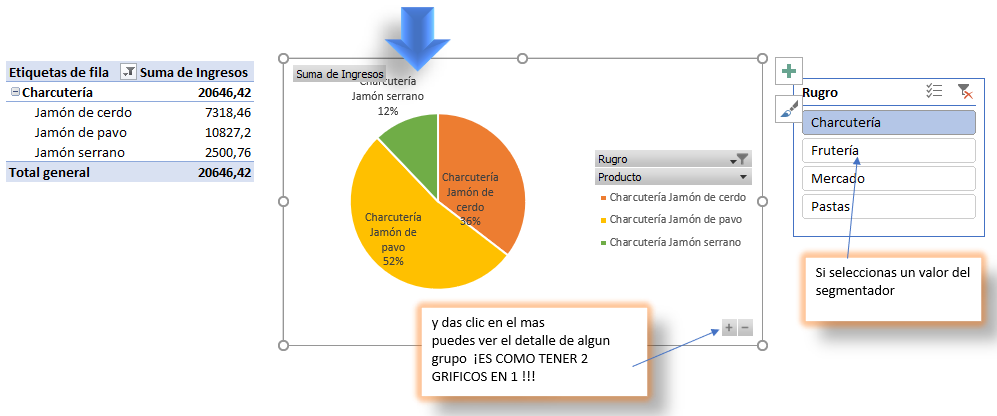 Etiquetas de fila Suma de Ingresos
Charcutería 20646,42
Jamón de cerdo 7318,46
Jamón de pavo 10827,2
Jamón serrano 2500,76
Total general 20646,42
Suma de Ingresos
Charcutería
Jamón serrano
12%
Charcutería
Jamón de
cerdo
36%
Charcutería
Jamón de
pavo
52%
Rugro
Producto
Charcutería Jamón de cerdo
Charcutería Jamón de pavo
Charcutería Jamón serrano
Rugro
Charcutería
Frutería
Mercado
Pastas
Si seleccionas un valor del
segmentador
y das clic en el mas
puedes ver el detalle de algun
grupo ¡ES COMO TENER 2
GRIFICOS EN 1 !!!